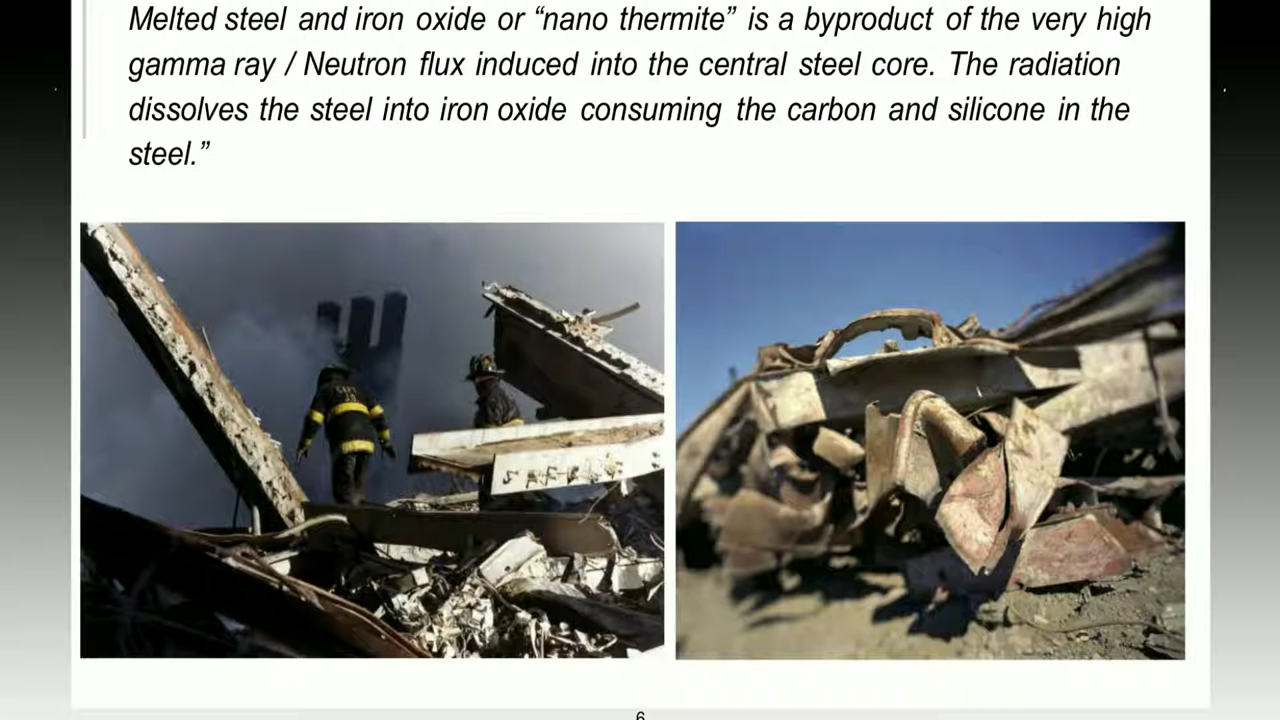 Melted steel and iron oxide or “nano thermite” is a byproduct of the very high
gamma ray / Neutron flux induced into the central steel core. The radiation
dissolves the steel into iron oxide consuming the carbon and silicone in the
steel.”
6